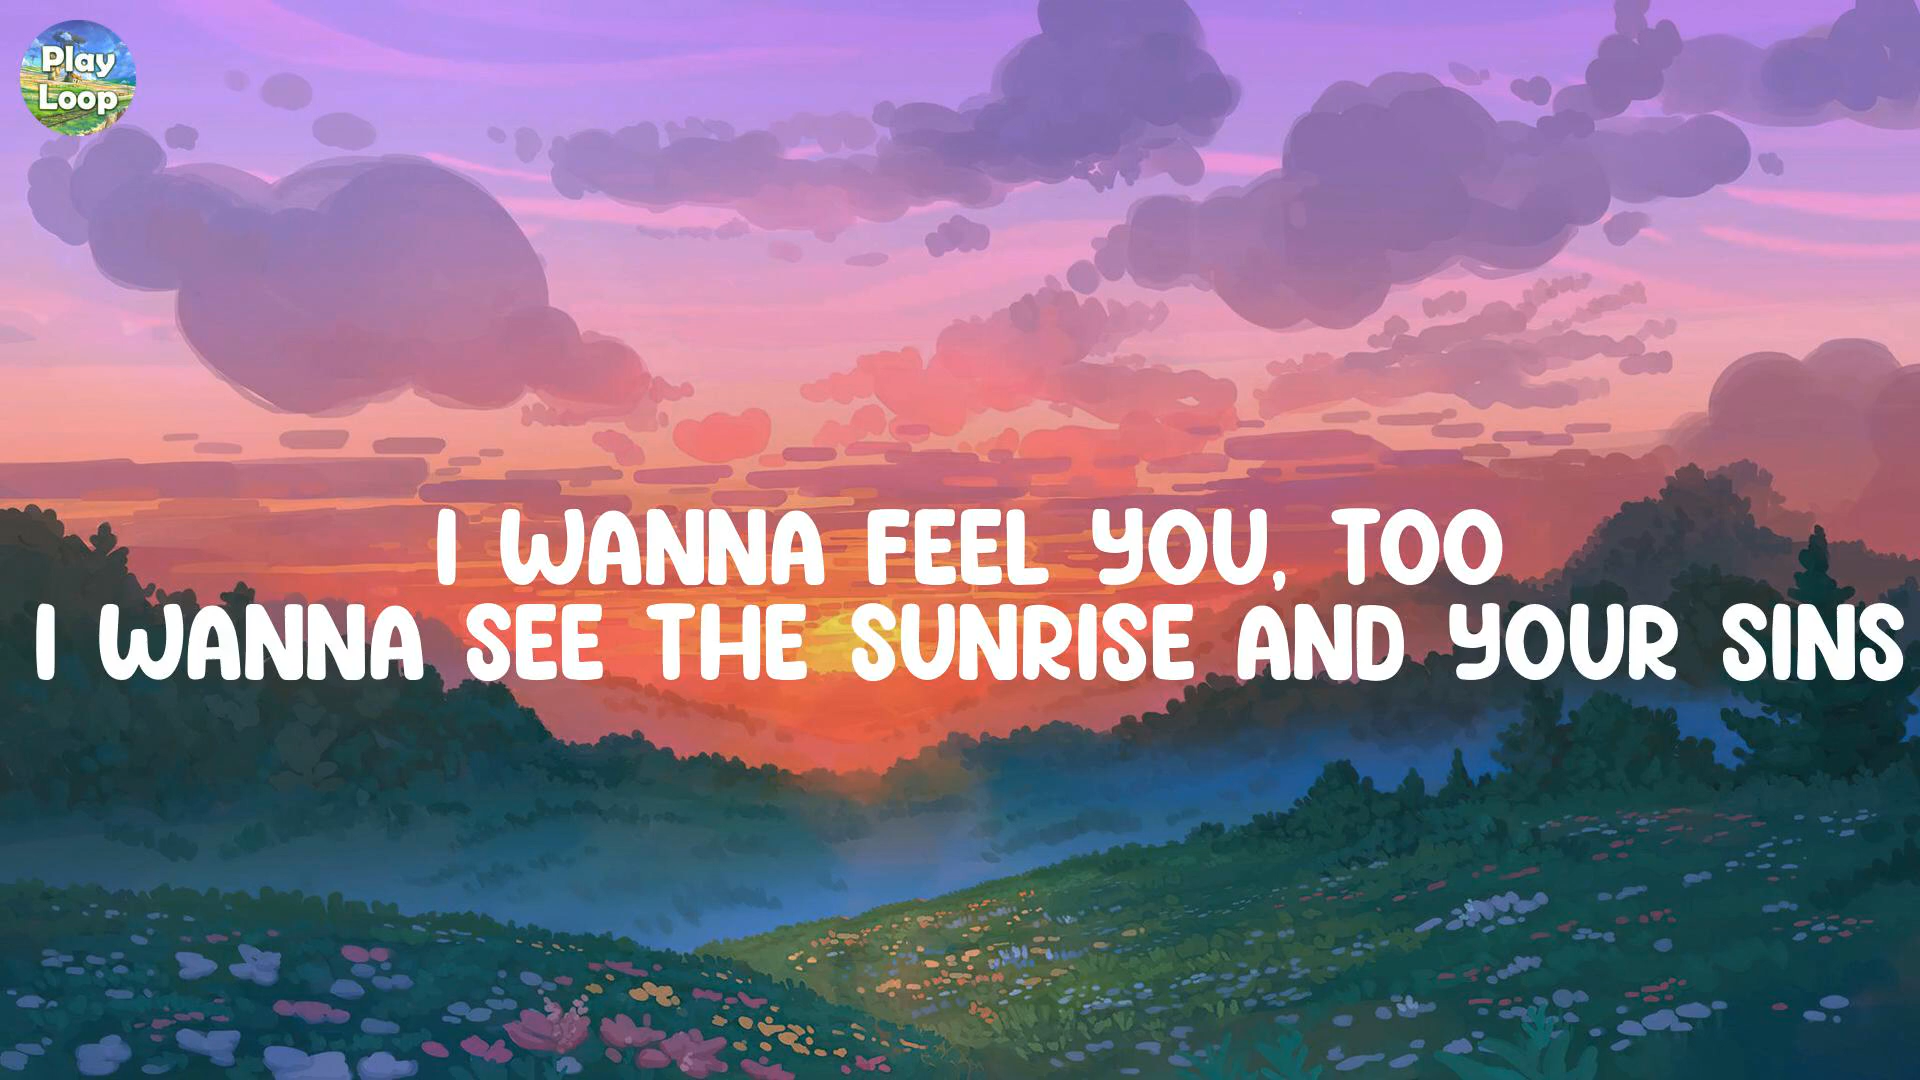 Play
Loop
I WANNA FEEL YOU, TOO
I WANNA SEE THE SUNRISE AND YOUR SINS